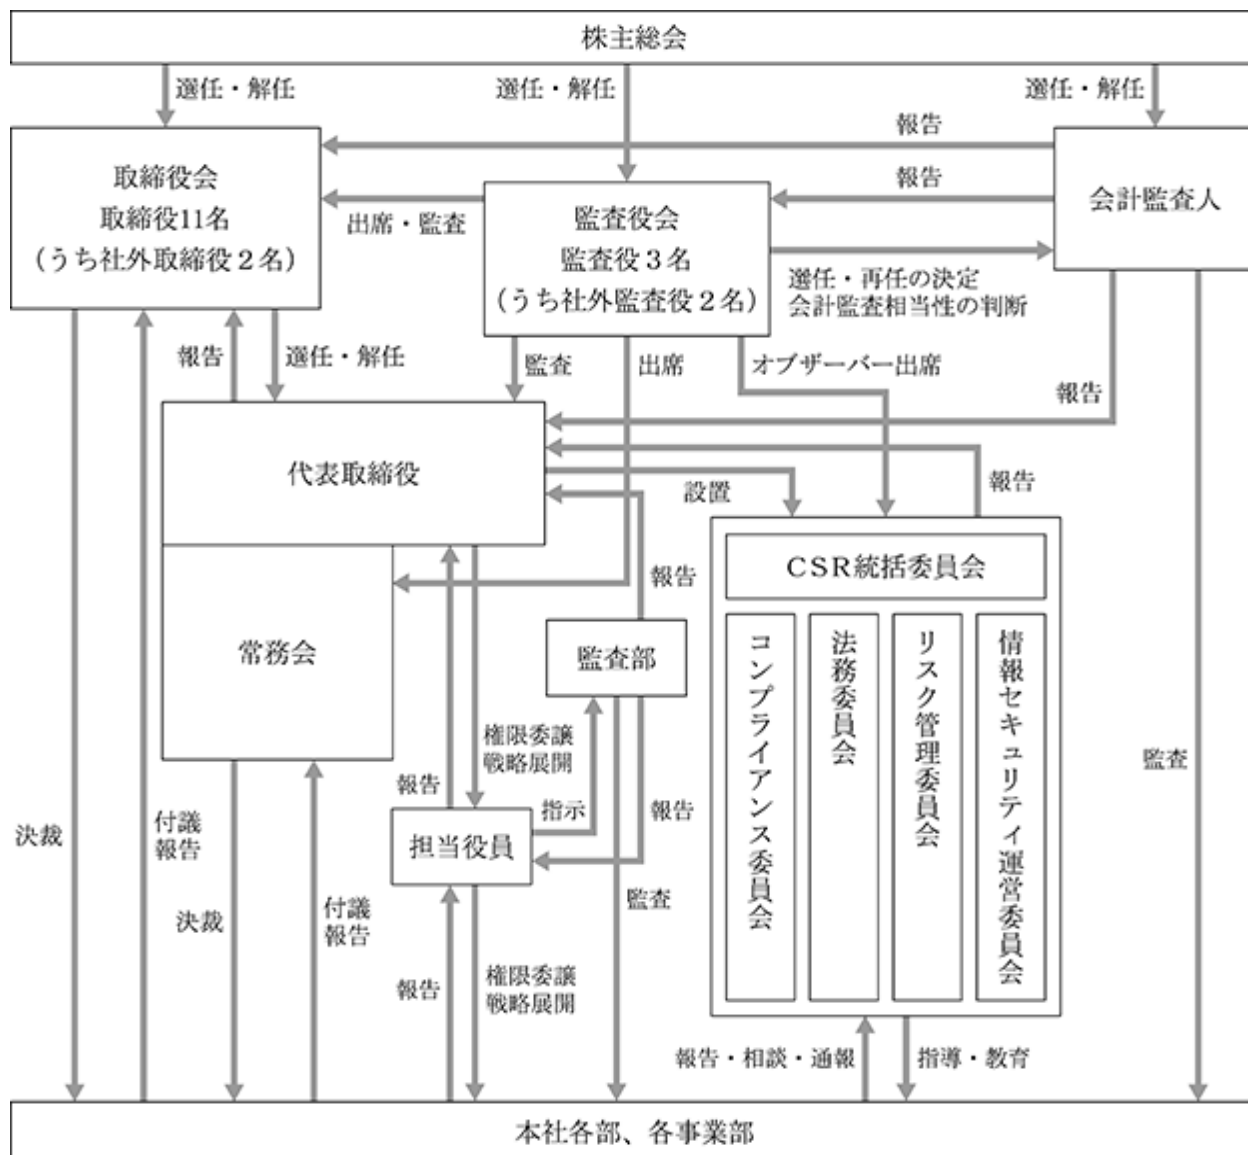 株主総会
選任・解任
選任・解任
選任・解任
取締役会
取締役11名
（うち社外取締役２名）
報告
報告
出席・監査
監査役会
監査役３名
（うち社外監査役２名）
会計監査人
選任・再任の決定
会計監査相当性の判断
報告
選任・解任
監査
出席
オブザーバー出席
報告
代表取締役
設置
報告
報告
常務会
監査部
ＣＳＲ統括委員会
コンプライアンス委員会
法務委員会
リスク管理委員会
情報セキュリティ運営委員会
権限委譲
戦略展開
報告
指示
報告
監査
決裁
付議
報告
担当役員
監査
決裁
付議
報告
報告
権限委譲
戦略展開
報告・相談・通報
指導・教育
本社各部、各事業部